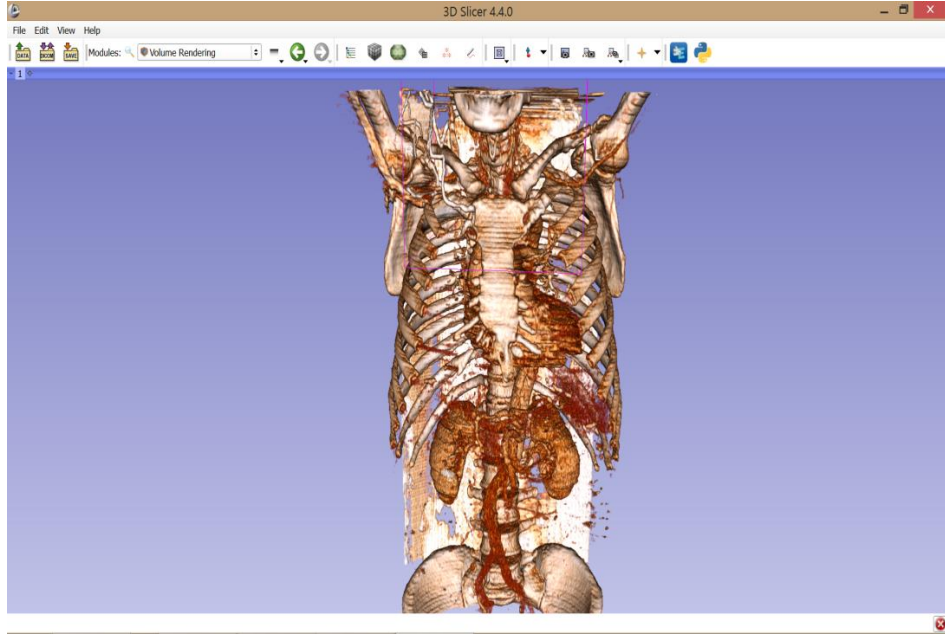 3D Slicer 4.4.0
File Edit View Help
DATA DCM SAVE Modules: Volume Rendering
1